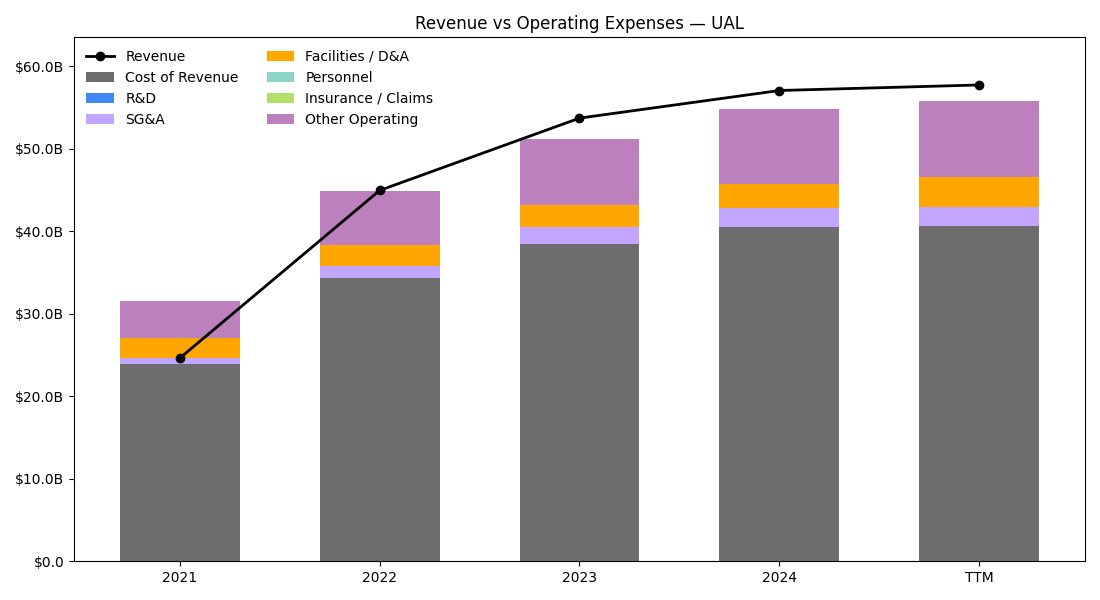 Revenue vs Operating Expenses — UAL
Revenue
Cost of Revenue
R&D
SG&A
Facilities / D&A
Personnel
Insurance / Claims
Other Operating
$60.0B
$50.0B
$40.0B
$30.0B
$20.0B
$10.0B
$0.0
2021 2022 2023 2024 TTM